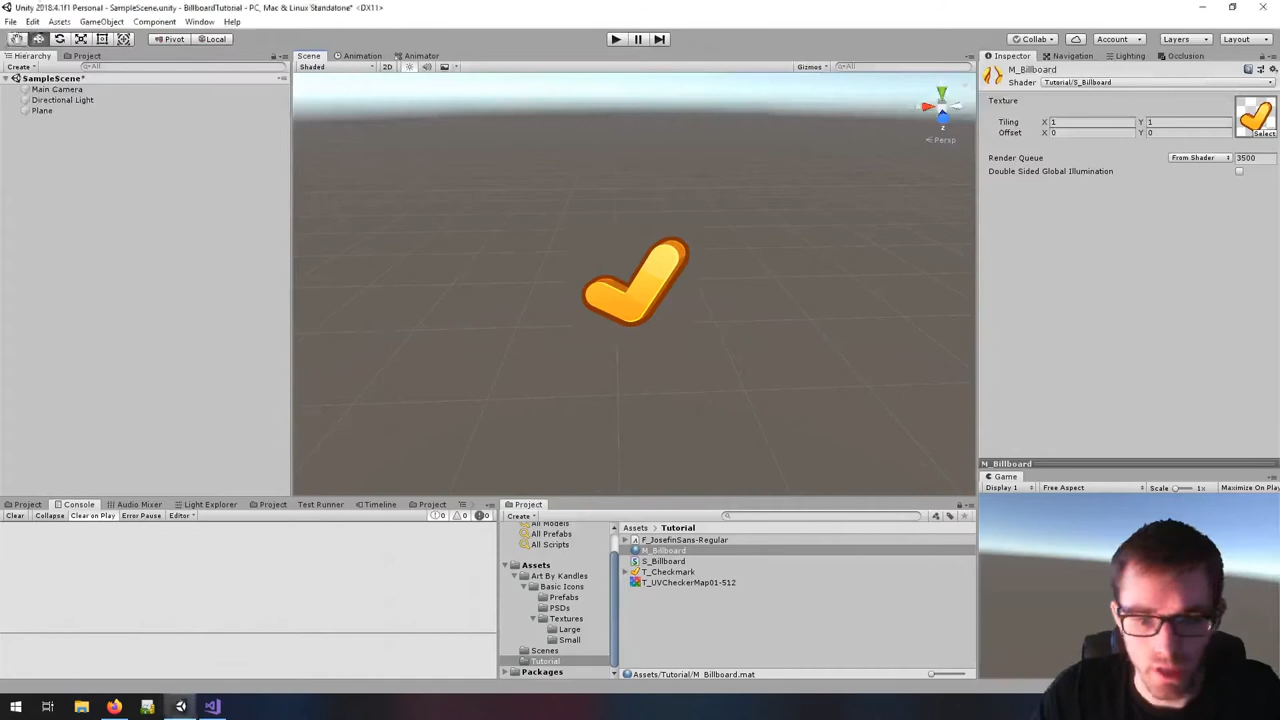 Unity 2018.4.1f1 Personal - SampleScene.unity - BillboardTutorial - PC, Mac & Linux Standalone* <DX11>
File Edit Assets GameObject Component Window Help
Pivot Local Collab Account Layers Layout
Hierarchy Project Scene Animation Animator Inspector Navigation Lighting Occlusion
Create All Shaded 2D Gizmos All M_Billboard
SampleScene*
Shader Tutorial/S_Billboard
Main Camera
Directional Light
Plane
Texture
Tiling X 1 Y 1
Offset X 0 Y 0
Select
z
Persp
Render Queue From Shader 3500
Double Sided Global Illumination
M_Billboard
Game
Display 1 Free Aspect Scale 1x Maximize On Play
Project Console Audio Mixer Light Explorer Project Test Runner Timeline Project Project
Clear Collapse Clear on Play Error Pause Editor 0 0 0 Create
All Models
All Prefabs
All Scripts
Assets
Art By Kandles
Basic Icons
Prefabs
PSDs
Textures
Large
Small
Scenes
Tutorial
Packages
Assets > Tutorial
F_JosefinSans-Regular
M_Billboard
S_Billboard
T_Checkmark
T_UVCheckerMap01-512
Assets/Tutorial/M_Billboard.mat